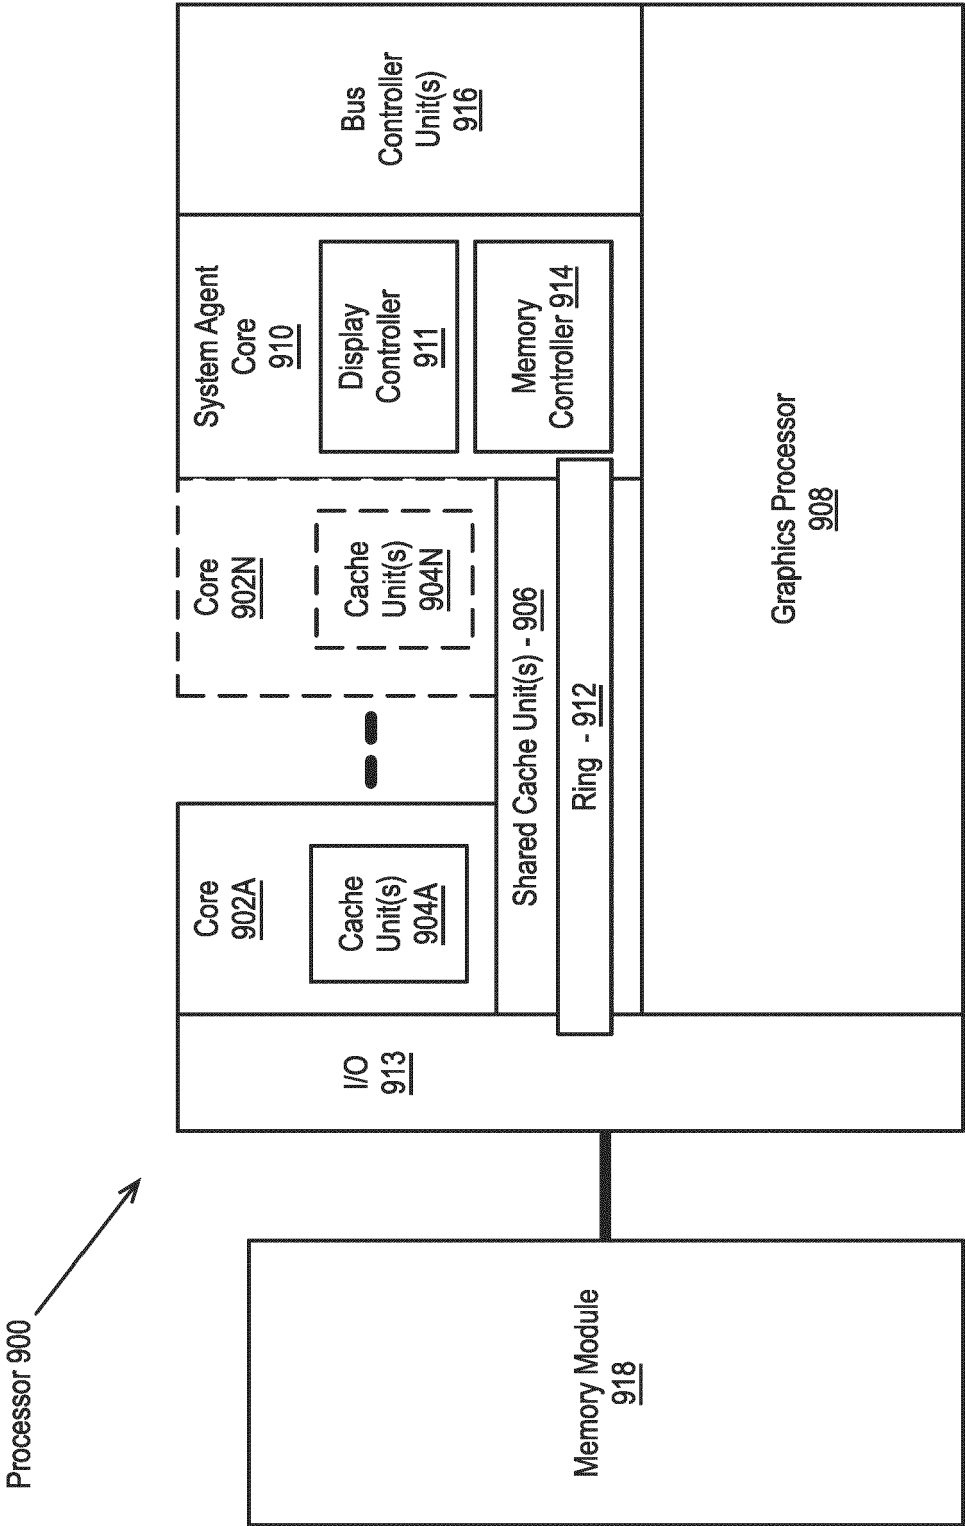 Processor 900
Memory Module
918
I/O
913
Core
902A
Cache
Unit(s)
904A
Core
902N
Cache
Unit(s)
904N
Shared Cache Unit(s) - 906
Ring - 912
System Agent
Core
910
Display
Controller
911
Memory
Controller 914
Bus
Controller
Unit(s)
916
Graphics Processor
908